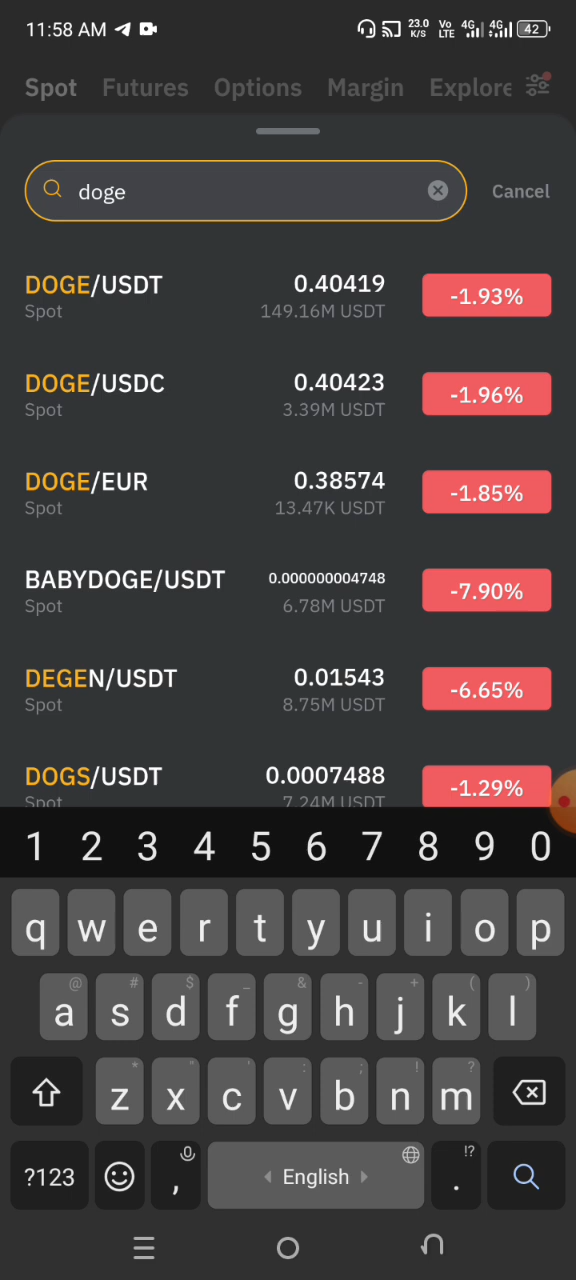 11:58 AM 23.0 K/S Vo LTE 4G 4G 42
Spot Futures Options Margin Explore
doge Cancel
DOGE/USDT 0.40419 -1.93%
Spot 149.16M USDT
DOGE/USDC 0.40423 -1.96%
Spot 3.39M USDT
DOGE/EUR 0.38574 -1.85%
Spot 13.47K USDT
BABYDOGE/USDT 0.000000004748 -7.90%
Spot 6.78M USDT
DEGEN/USDT 0.01543 -6.65%
Spot 8.75M USDT
DOGS/USDT 0.0007488 -1.29%
Spot 7.24M USDT
1 2 3 4 5 6 7 8 9 0
q w e r t y u i o p
@ # $ _ & - + ( )
a s d f g h j k l
* " ' : ; ! ?
z x c v b n m
!?
?123 , English .